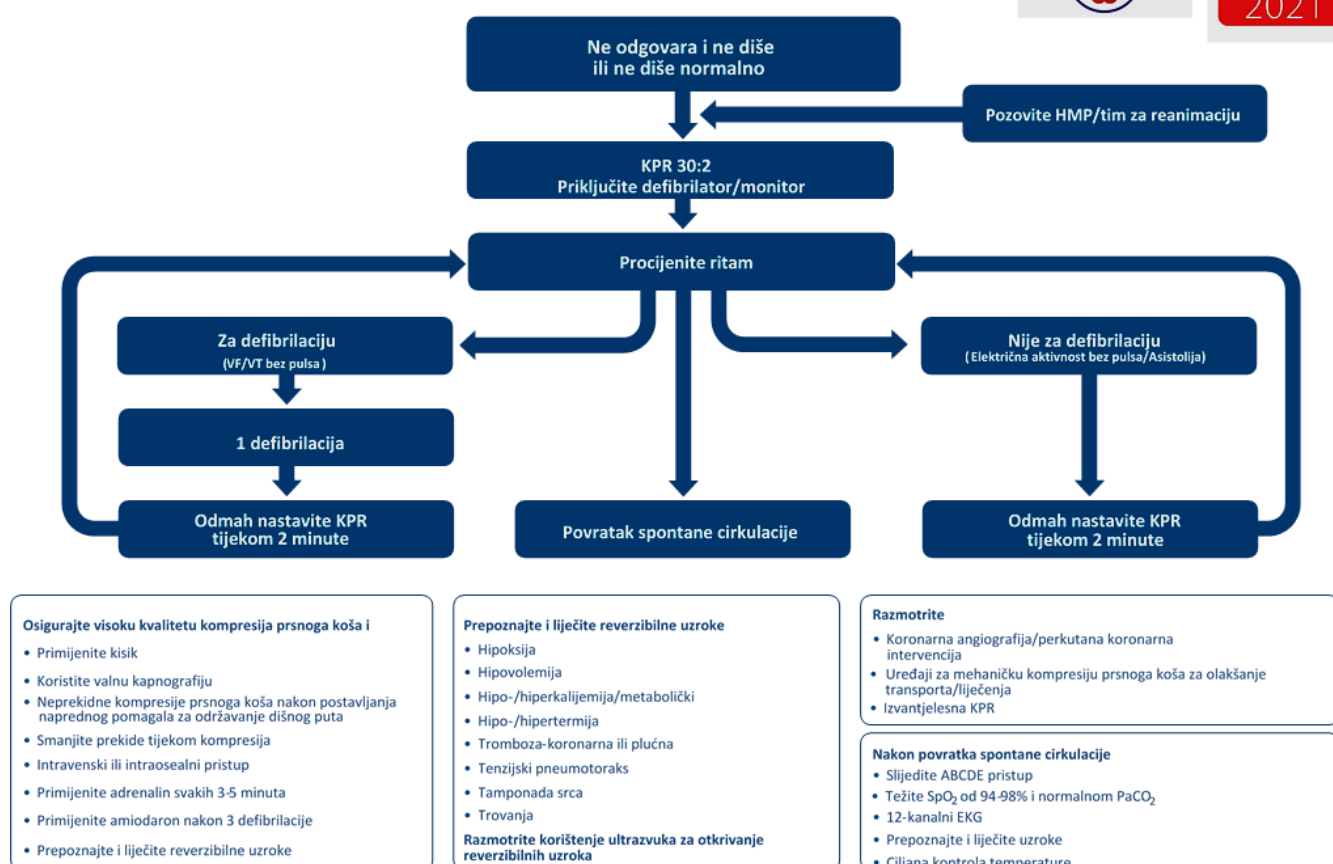 2021
Ne odgovara i ne diše
ili ne diše normalno
Pozovite HMP/tim za reanimaciju
KPR 30:2
Priključite defibrilator/monitor
Procijenite ritam
Za defibrilaciju
(VF/VT bez pulsa )
Nije za defibrilaciju
( Električna aktivnost bez pulsa/Asistolija)
1 defibrilacija
Odmah nastavite KPR
tijekom 2 minute
Povratak spontane cirkulacije
Odmah nastavite KPR
tijekom 2 minute
Osigurajte visoku kvalitetu kompresija prsnoga koša i
• Primijenite kisik
• Koristite valnu kapnografiju
• Neprekidne kompresije prsnoga koša nakon postavljanja
naprednog pomagala za održavanje dišnog puta
• Smanjite prekide tijekom kompresija
• Intravenski ili intraosealni pristup
• Primijenite adrenalin svakih 3-5 minuta
• Primijenite amiodaron nakon 3 defibrilacije
• Prepoznajte i liječite reverzibilne uzroke
Prepoznajte i liječite reverzibilne uzroke
• Hipoksija
• Hipovolemija
• Hipo-/hiperkalijemija/metabolički
• Hipo-/hipertermija
• Tromboza-koronarna ili plućna
• Tenzijski pneumotoraks
• Tamponada srca
• Trovanja
Razmotrite korištenje ultrazvuka za otkrivanje
reverzibilnih uzroka
Razmotrite
• Koronarna angiografija/perkutana koronarna
intervencija
• Uređaji za mehaničku kompresiju prsnoga koša za olakšanje
transporta/liječenja
• Izvantjelesna KPR
Nakon povratka spontane cirkulacije
• Slijedite ABCDE pristup
• Težite SpO₂ od 94-98% i normalnom PaCO₂
• 12-kanalni EKG
• Prepoznajte i liječite uzroke
• Ciljana kontrola temperature